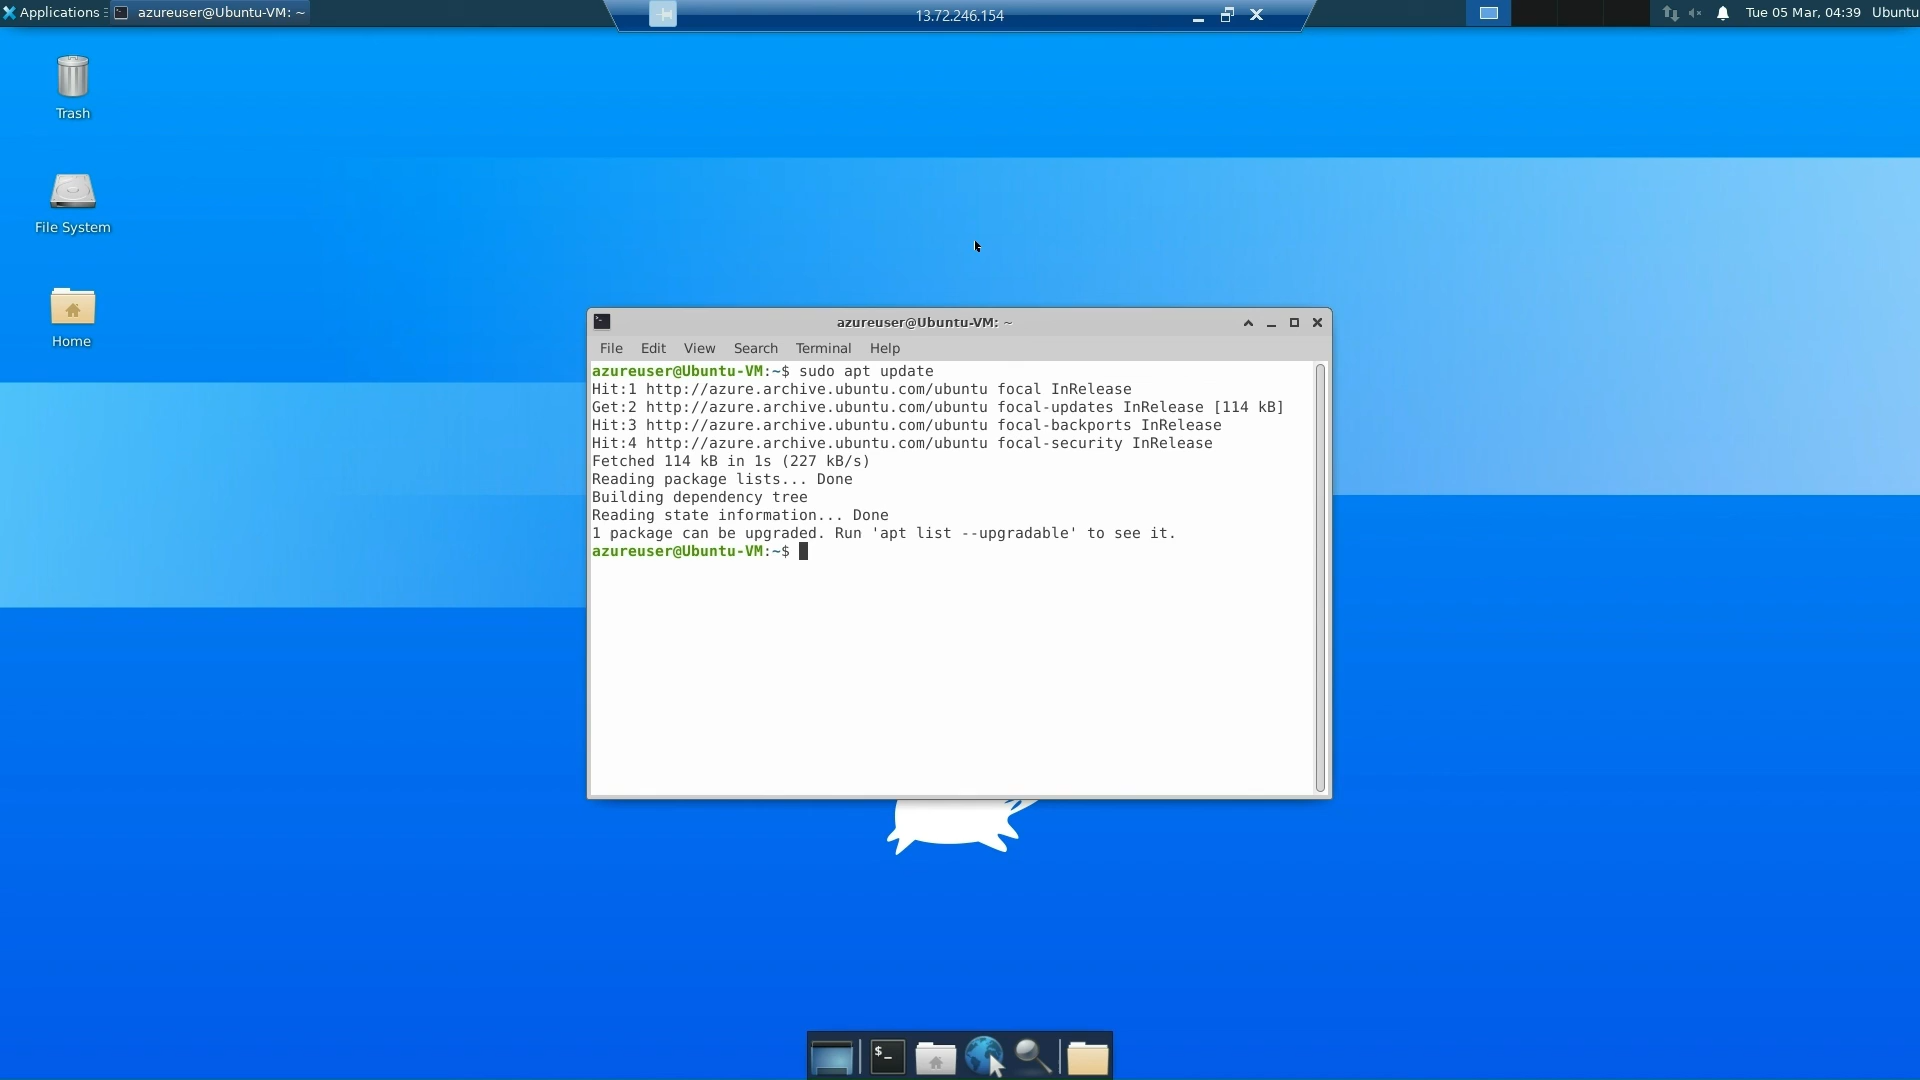 Applications
azureuser@Ubuntu-VM: ~
13.72.246.154
Tue 05 Mar, 04:39
Ubuntu
Trash
File System
Home
azureuser@Ubuntu-VM: ~
File Edit View Search Terminal Help
azureuser@Ubuntu-VM:~$ sudo apt update
Hit:1 http://azure.archive.ubuntu.com/ubuntu focal InRelease
Get:2 http://azure.archive.ubuntu.com/ubuntu focal-updates InRelease [114 kB]
Hit:3 http://azure.archive.ubuntu.com/ubuntu focal-backports InRelease
Hit:4 http://azure.archive.ubuntu.com/ubuntu focal-security InRelease
Fetched 114 kB in 1s (227 kB/s)
Reading package lists... Done
Building dependency tree
Reading state information... Done
1 package can be upgraded. Run 'apt list --upgradable' to see it.
azureuser@Ubuntu-VM:~$
$_